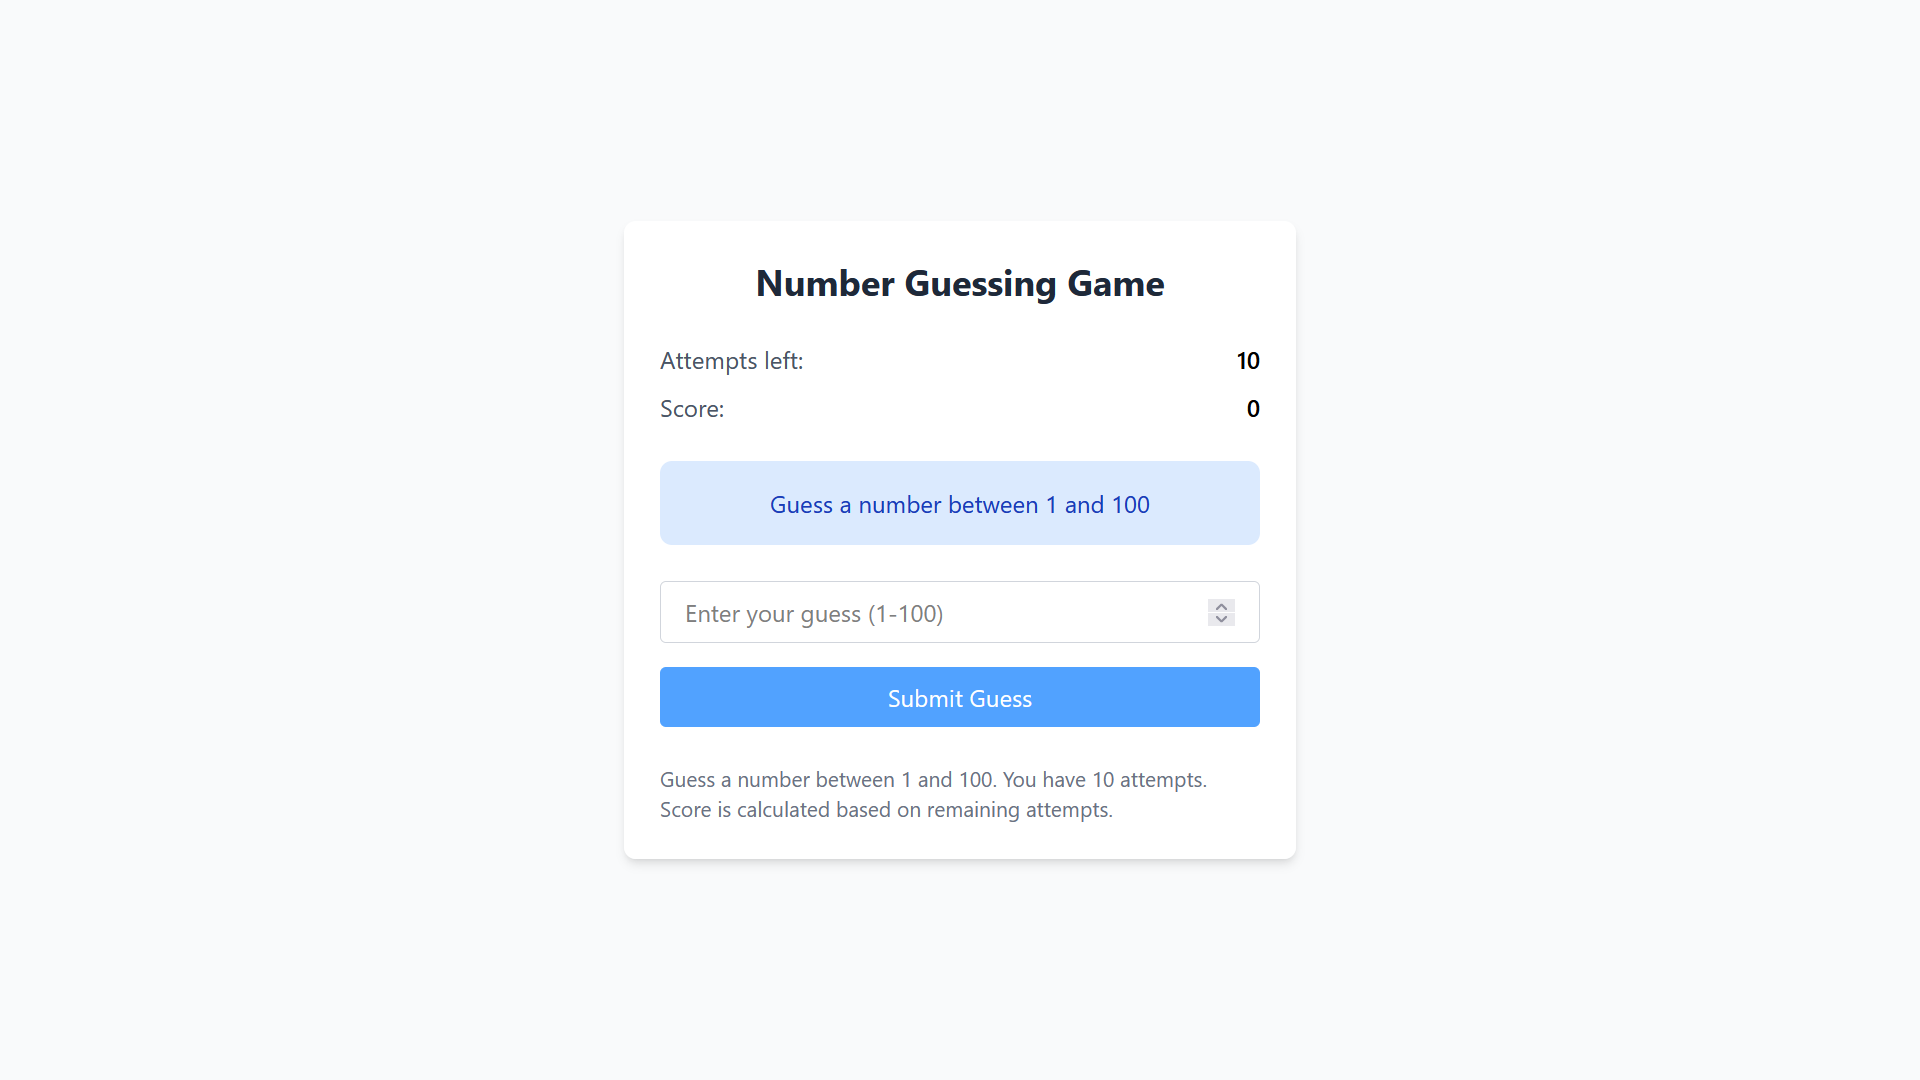 Number Guessing Game
Attempts left: 10
Score: 0
Guess a number between 1 and 100
Enter your guess (1-100)
Submit Guess
Guess a number between 1 and 100. You have 10 attempts.
Score is calculated based on remaining attempts.